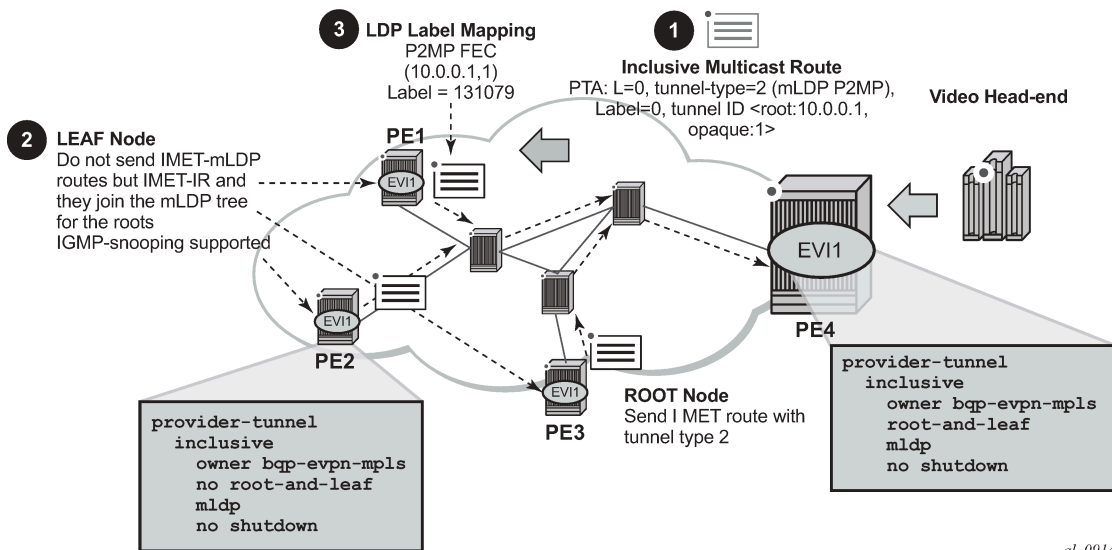 3
LDP Label Mapping
P2MP FEC
(10.0.0.1,1)
Label = 131079
1
Inclusive Multicast Route
PTA: L=0, tunnel-type=2 (mLDP P2MP),
Label=0, tunnel ID <root:10.0.0.1,
opaque:1>
Video Head-end
2
LEAF Node
Do not send IMET-mLDP
routes but IMET-IR and
they join the mLDP tree
for the roots
IGMP-snooping supported
PE1
EVI1
EVI1
PE4
EVI1
PE2
EVI1
PE3
ROOT Node
Send I MET route with
tunnel type 2
provider-tunnel
inclusive
owner bqp-evpn-mpls
no root-and-leaf
mldp
no shutdown
provider-tunnel
inclusive
owner bqp-evpn-mpls
root-and-leaf
mldp
no shutdown